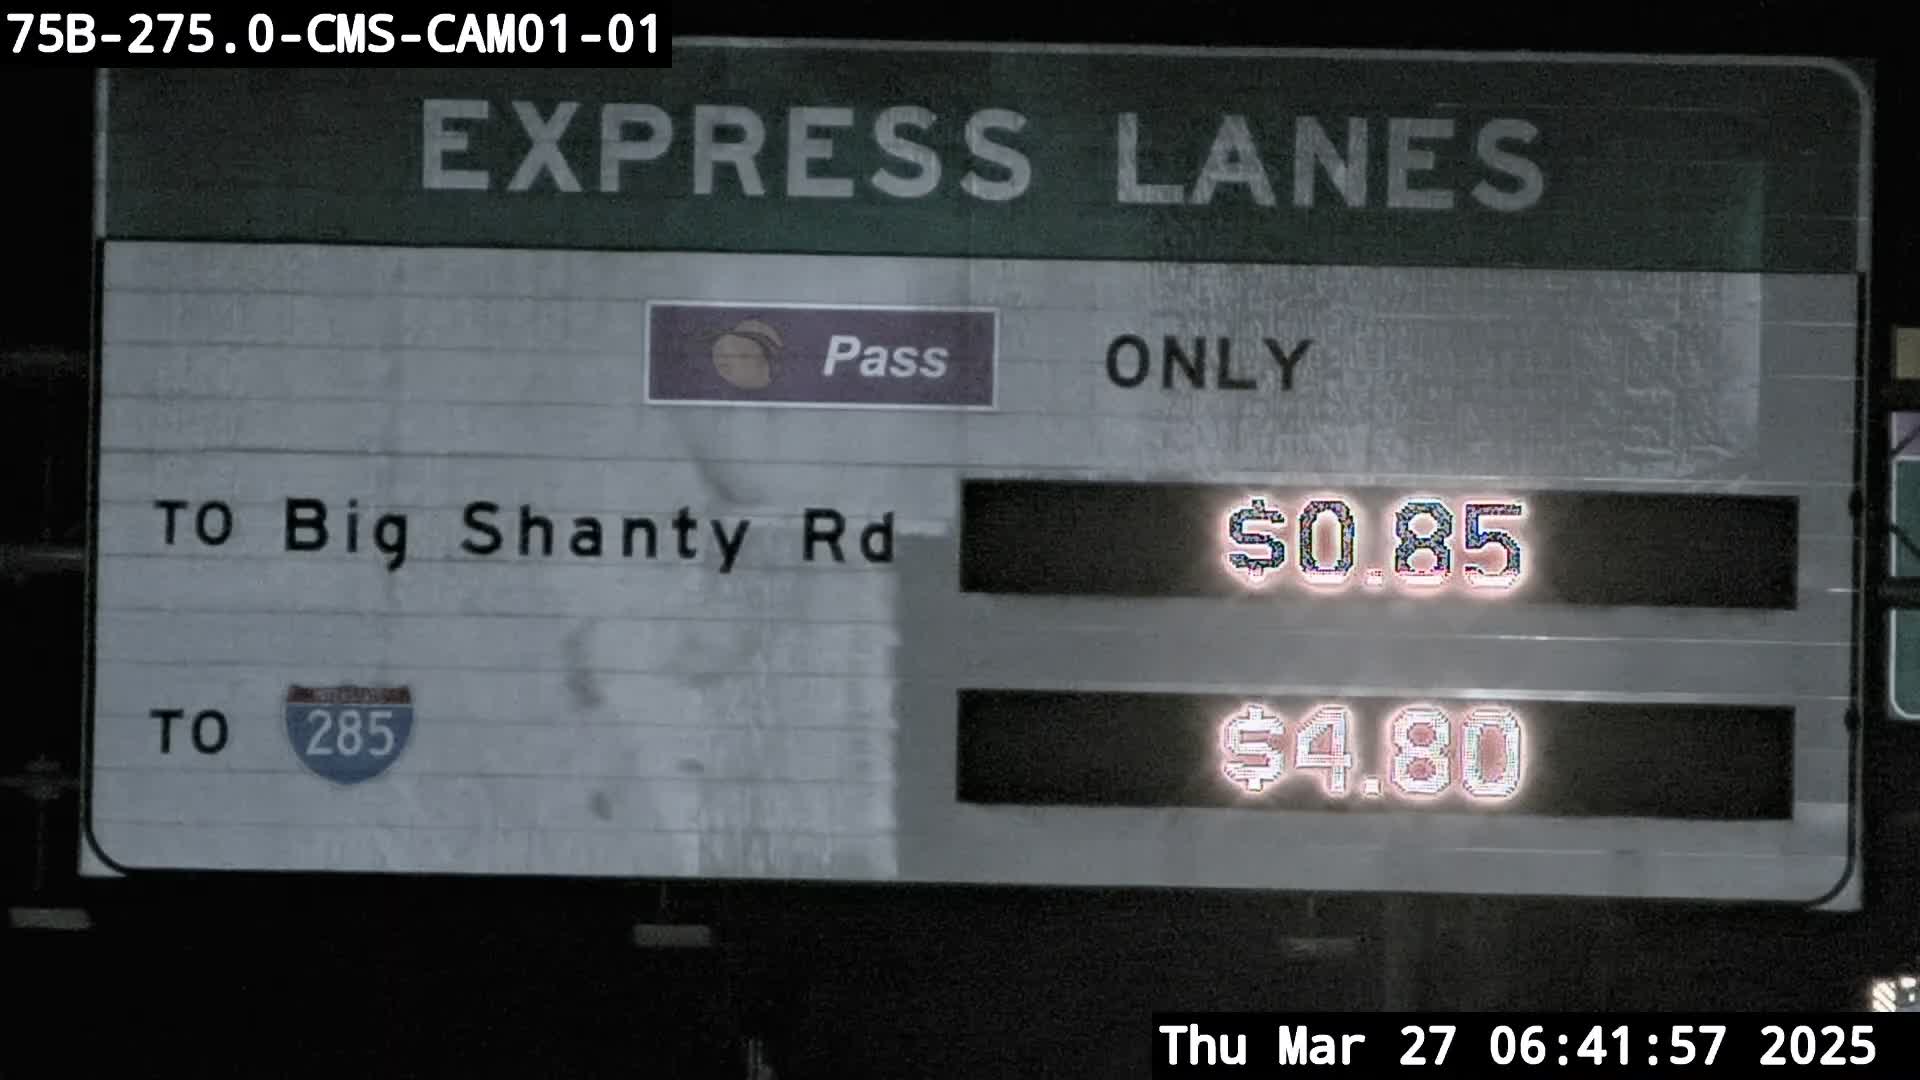 75B-275.0-CMS-CAM01-01
EXPRESS LANES
Pass ONLY
TO Big Shanty Rd $0.85
TO 285 $4.80
Thu Mar 27 06:41:57 2025